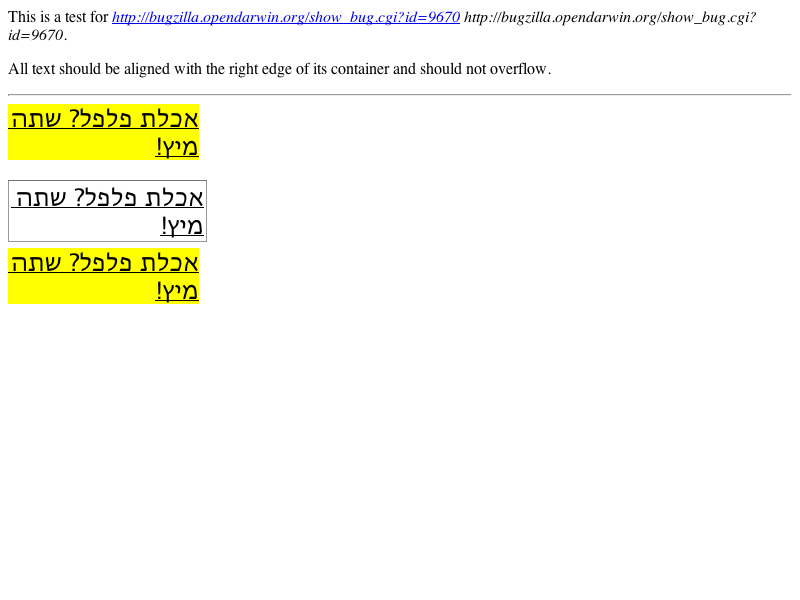 This is a test for http://bugzilla.opendarwin.org/show_bug.cgi?id=9670 http://bugzilla.opendarwin.org/show_bug.cgi?
id=9670.
All text should be aligned with the right edge of its container and should not overflow.
אכלת פלפל? שתה
מיץ!
אכלת פלפל? שתה
מיץ!
אכלת פלפל? שתה
מיץ!